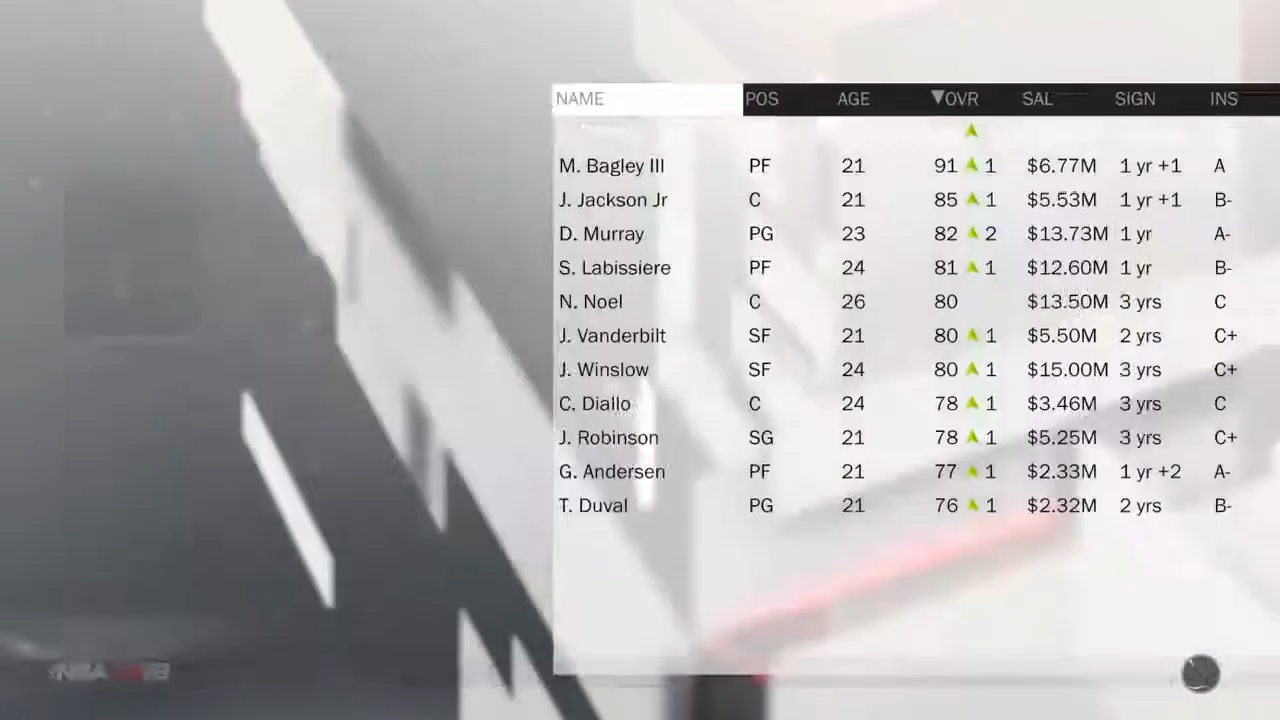 NAME POS AGE ▼OVR SAL SIGN INS
M. Bagley III PF 21 91 ▲ 1 $6.77M 1 yr +1 A
J. Jackson Jr C 21 85 ▲ 1 $5.53M 1 yr +1 B-
D. Murray PG 23 82 ▲ 2 $13.73M 1 yr A-
S. Labissiere PF 24 81 ▲ 1 $12.60M 1 yr B-
N. Noel C 26 80 $13.50M 3 yrs C
J. Vanderbilt SF 21 80 ▲ 1 $5.50M 2 yrs C+
J. Winslow SF 24 80 ▲ 1 $15.00M 3 yrs C+
C. Diallo C 24 78 ▲ 1 $3.46M 3 yrs C
J. Robinson SG 21 78 ▲ 1 $5.25M 3 yrs C+
G. Andersen PF 21 77 ▲ 1 $2.33M 1 yr +2 A-
T. Duval PG 21 76 ▲ 1 $2.32M 2 yrs B-
NBA